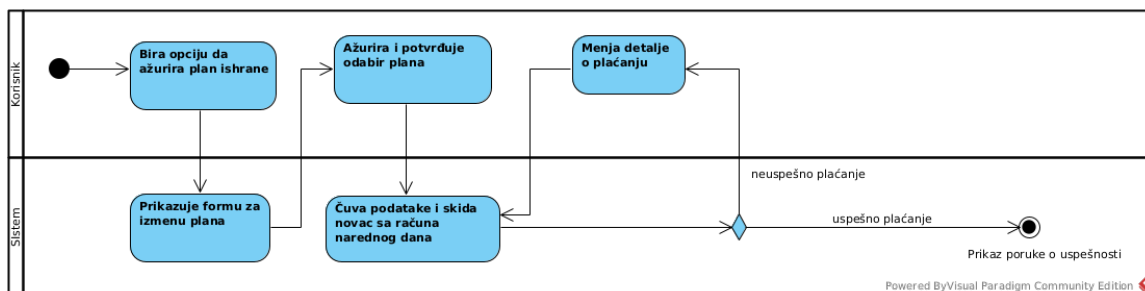 Korisnik
Bira opciju da
ažurira plan ishrane
Ažurira i potvrđuje
odabir plana
Menja detalje
o plaćanju
SIstem
Prikazuje formu za
izmenu plana
Čuva podatake i skida
novac sa računa
narednog dana
neuspešno plaćanje
uspešno plaćanje
Prikaz poruke o uspešnosti
Powered ByVisual Paradigm Community Edition